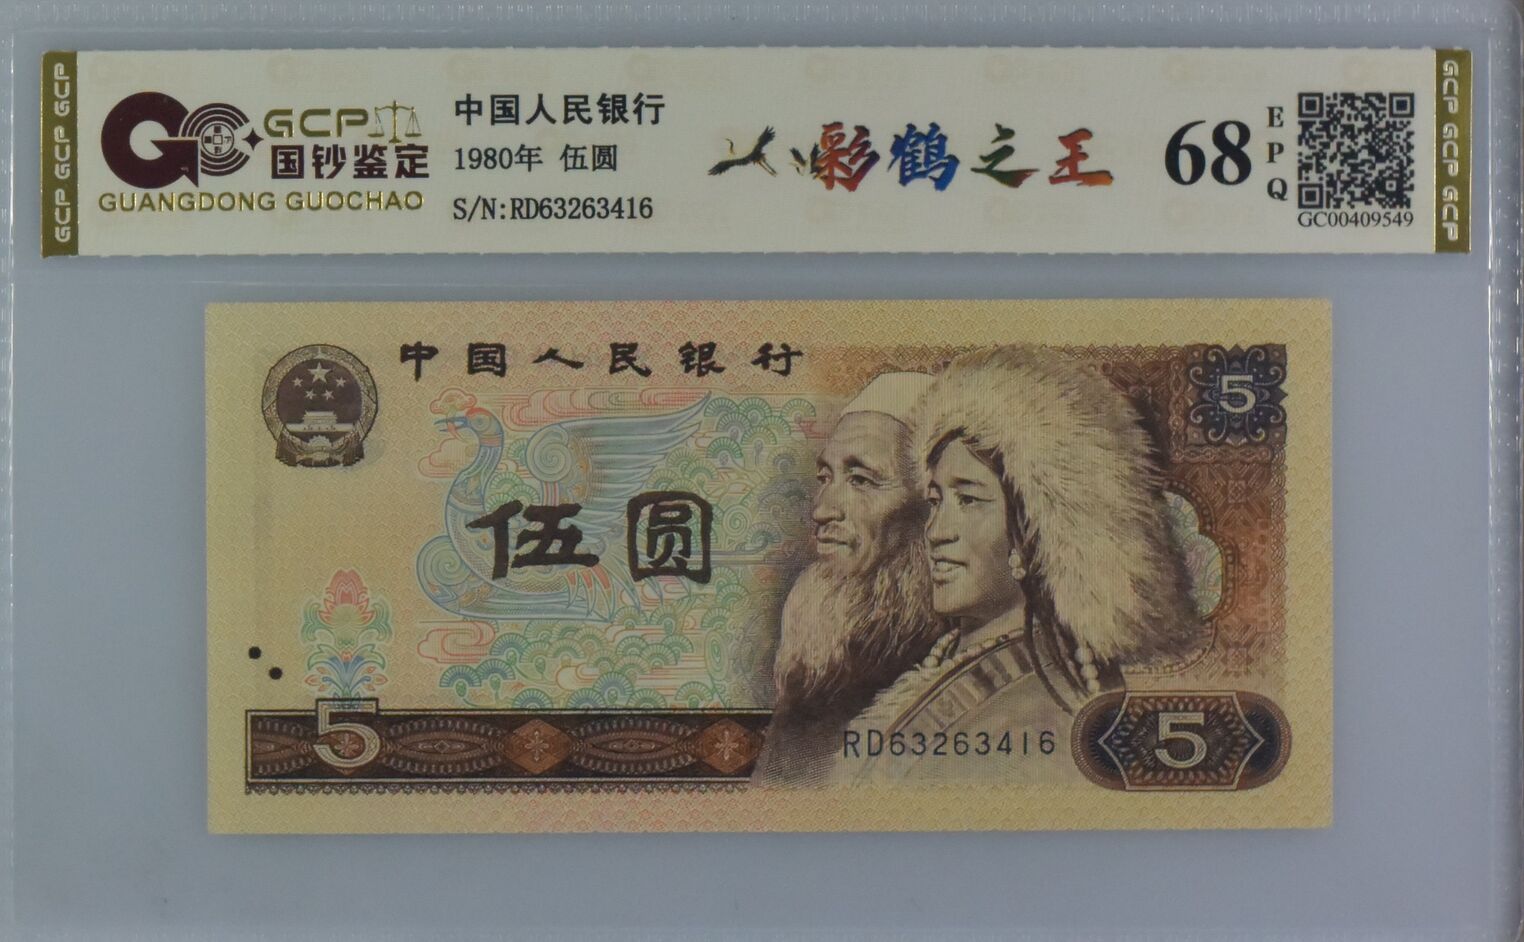 GCP GCP GCP
GCP
国钞鉴定
GUANGDONG GUOCHAO
中国人民银行
1980年 伍圆
S/N:RD63263416
彩鹤之王
68
EPQ
GC00409549
GCP GCP GCP
中国人民银行
5
伍圆
5
RD63263416
5